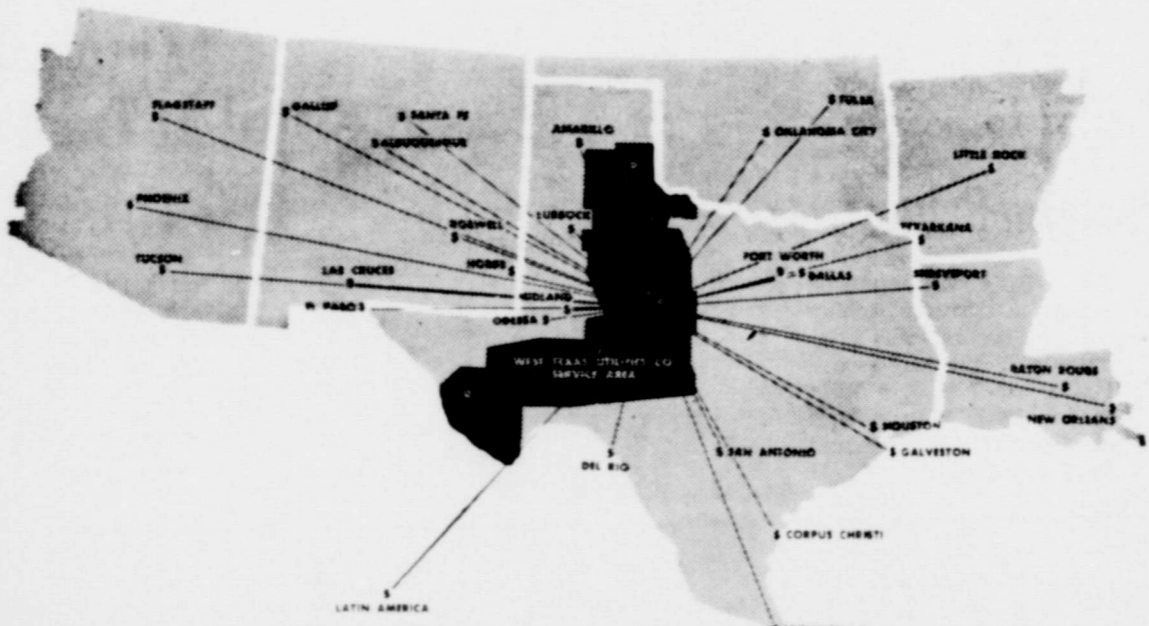 FLAGSTAFF
$
GALLUP
$
$ SANTA FE
$ ALBUQUERQUE
AMARILLO
$
$ TULSA
$ OKLAHOMA CITY
LITTLE ROCK
$
PHOENIX
$
LUBBOCK
$
ROSWELL
$
TEXARKANA
$
TUCSON
$
LAS CRUCES
$
HOBBS
$
FORT WORTH
$ $
DALLAS
SHREVEPORT
$
MIDLAND
$
EL PASO $
ODESSA $
WEST TEXAS UTILITIES CO
SERVICE AREA
BATON ROUGE
$
$
NEW ORLEANS
$
$ HOUSTON
$ GALVESTON
$ SAN ANTONIO
$
DEL RIO
$ CORPUS CHRISTI
$
LATIN AMERICA